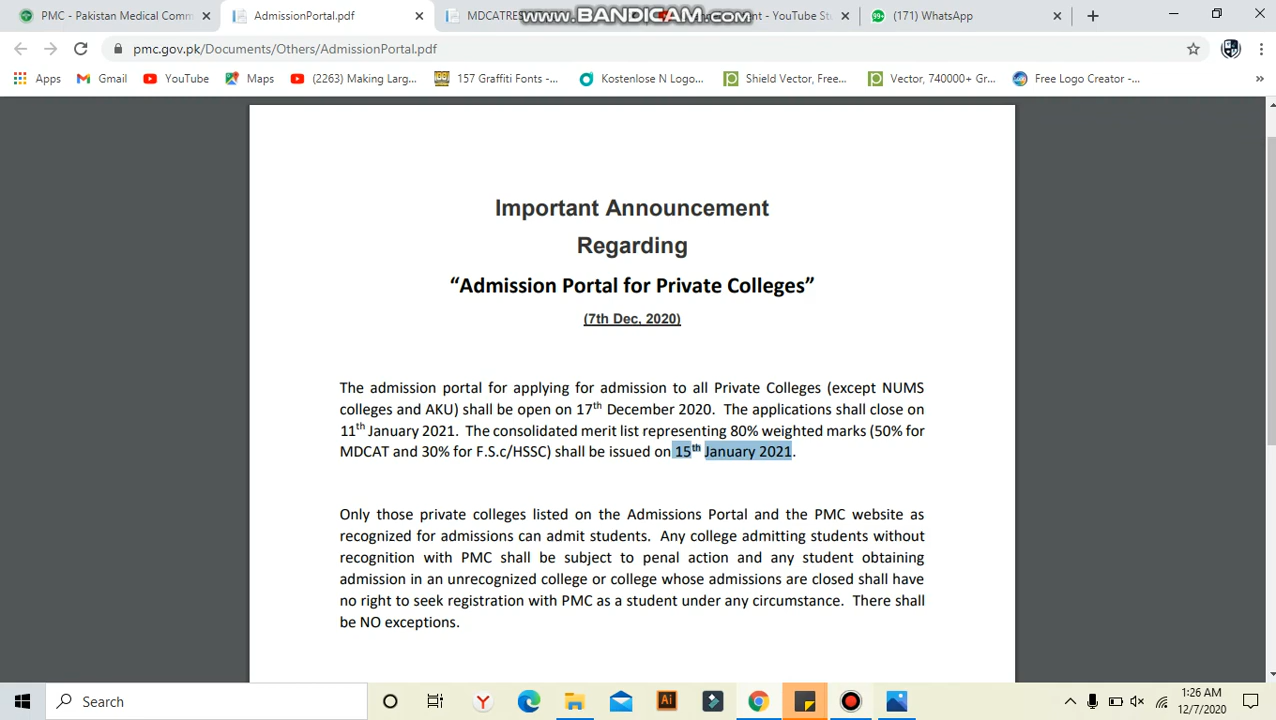 PMC - Pakistan Medical Comm
AdmissionPortal.pdf
MDCATRES
www.BANDICAM.com
nent - YouTube Stu
(171) WhatsApp
pmc.gov.pk/Documents/Others/AdmissionPortal.pdf
Apps
Gmail
YouTube
Maps
(2263) Making Larg...
157 Graffiti Fonts -...
Kostenlose N Logo...
Shield Vector, Free...
Vector, 740000+ Gr...
Free Logo Creator -...
»
Important Announcement
Regarding
“Admission Portal for Private Colleges”
(7th Dec, 2020)
The admission portal for applying for admission to all Private Colleges (except NUMS
colleges and AKU) shall be open on 17th December 2020. The applications shall close on
11th January 2021. The consolidated merit list representing 80% weighted marks (50% for
MDCAT and 30% for F.S.c/HSSC) shall be issued on 15th January 2021.
Only those private colleges listed on the Admissions Portal and the PMC website as
recognized for admissions can admit students. Any college admitting students without
recognition with PMC shall be subject to penal action and any student obtaining
admission in an unrecognized college or college whose admissions are closed shall have
no right to seek registration with PMC as a student under any circumstance. There shall
be NO exceptions.
Search
Ai
1:26 AM
12/7/2020